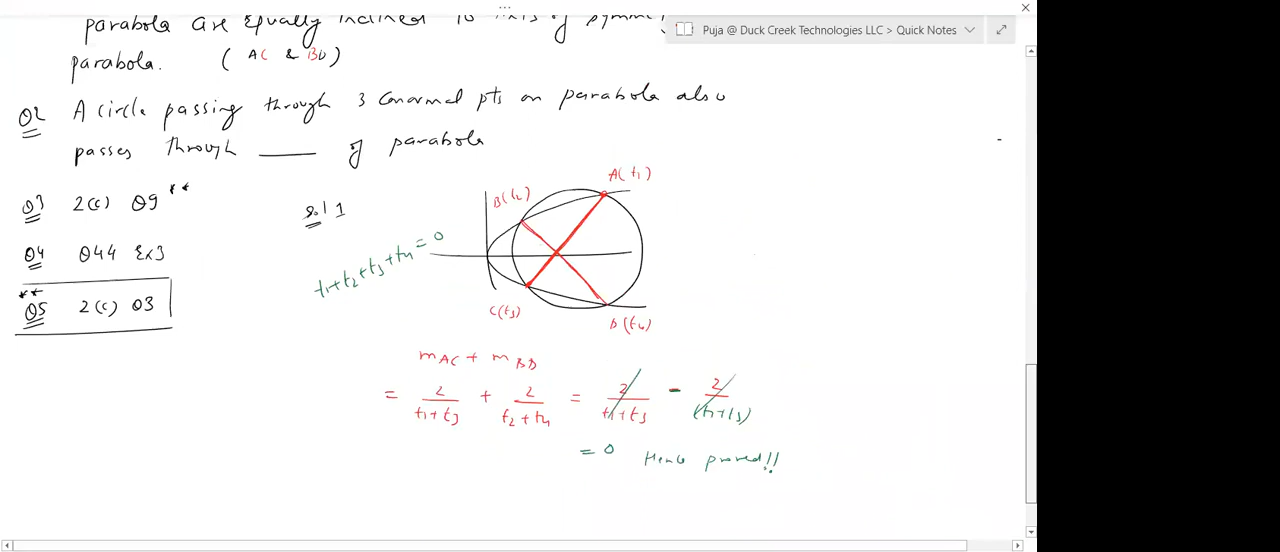 parabola are equally inclined to axis of symme
Puja @ Duck Creek Technologies LLC > Quick Notes
parabola. ( AC & BD )
Q2 A circle passing through 3 conormal pts on parabola also
passes through ____ of parabola
Q3 2(c) Q9 **
Sol 1
A(t1)
B(t2)
t1+t2+t3+t4=0
Q4 Q44 Ex3
** Q5 2(c) Q3
C(t3)
D(t4)
mAC + mBD
= 2/(t1+t3) + 2/(t2+t4) = 2/(t1+t3) - 2/(t1+t3)
= 0 Hence proved!!